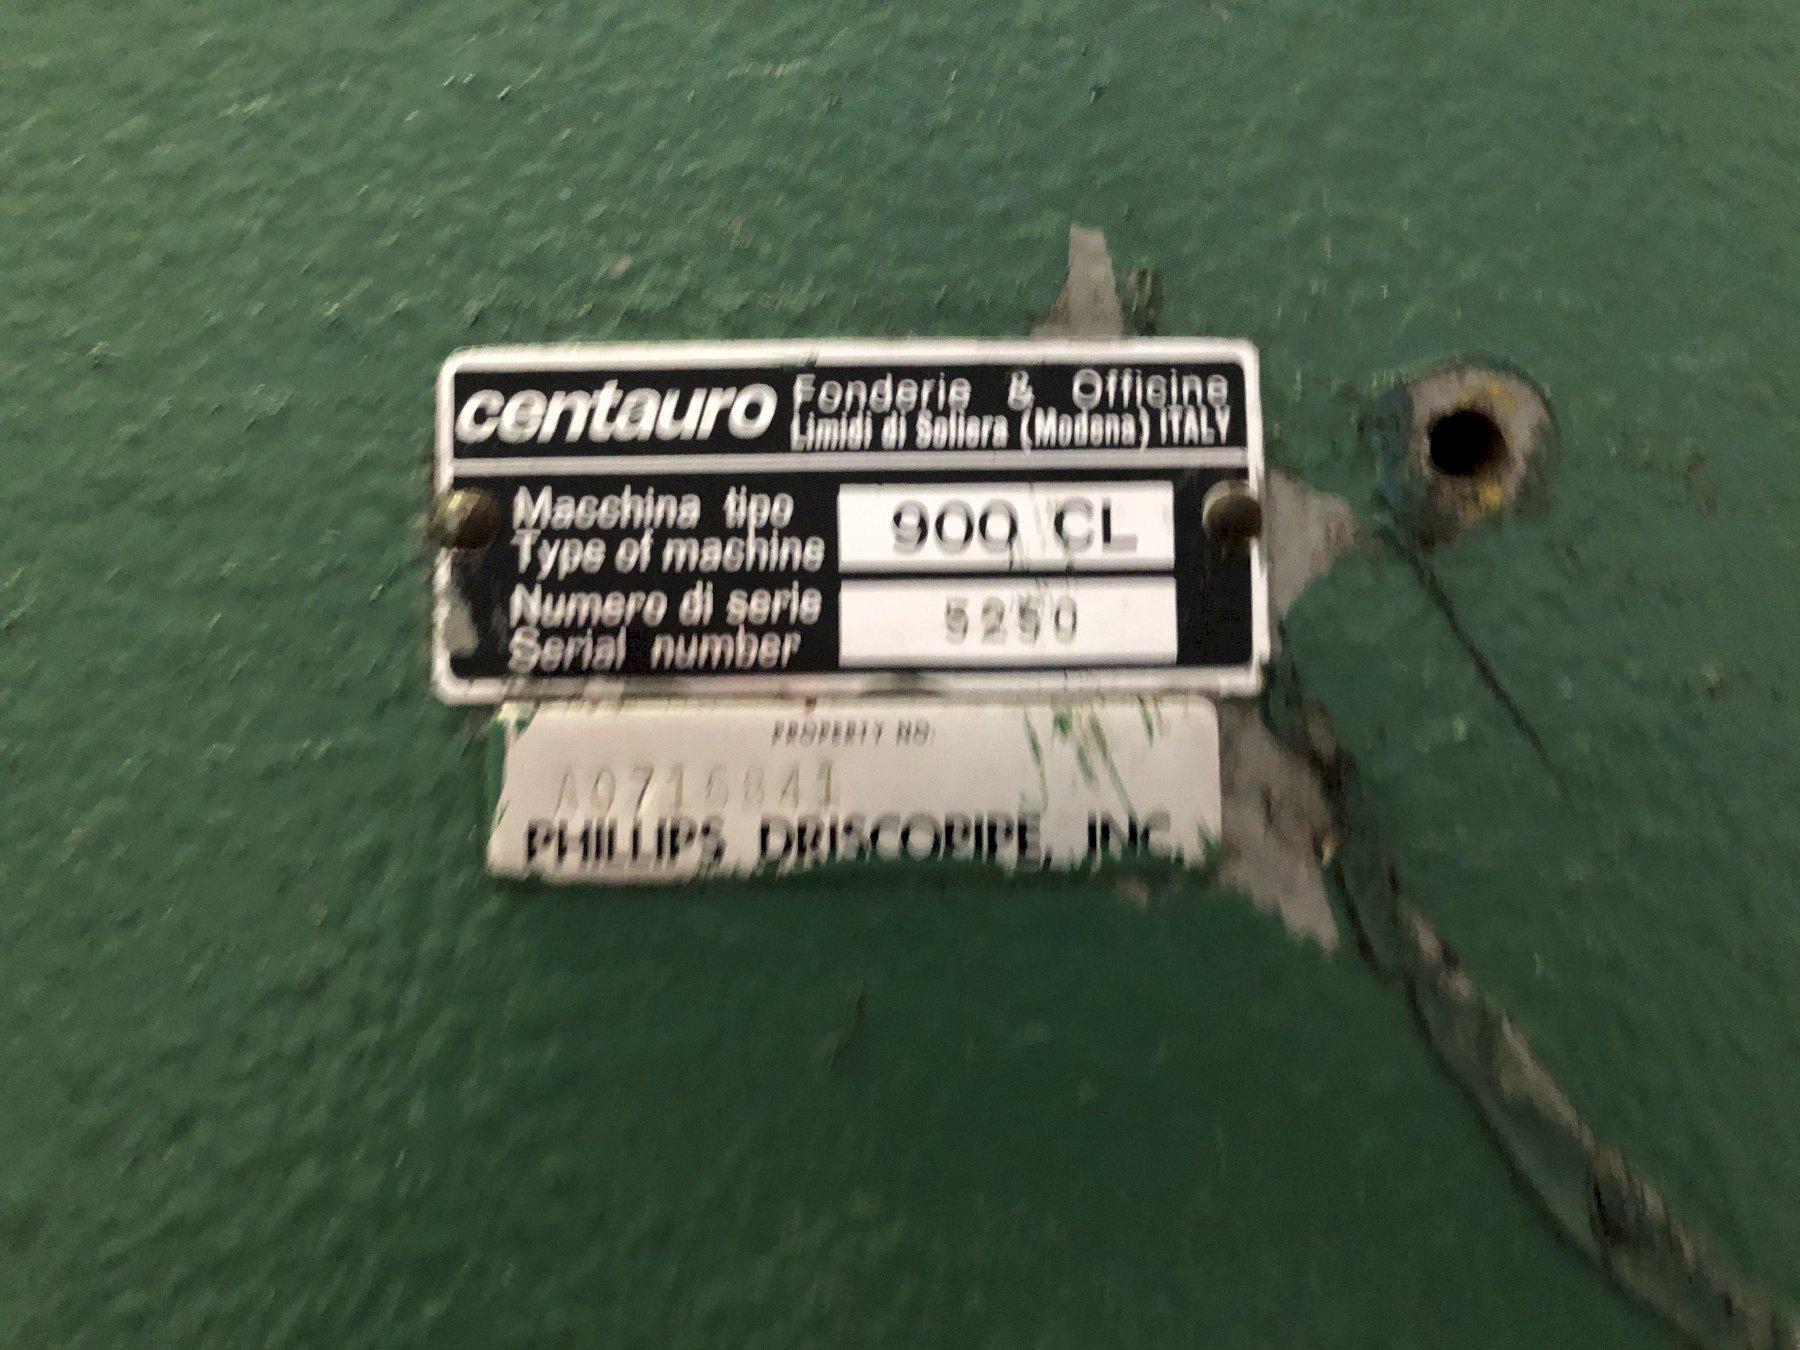 centauro
Fonderie & Officine
Limidi di Soliera (Modena) ITALY
Macchina tipo
Type of machine
900 CL
Numero di serie
Serial number
5250
PROPERTY NO.
A0716841
PHILLIPS DRISCOPIPE, INC.